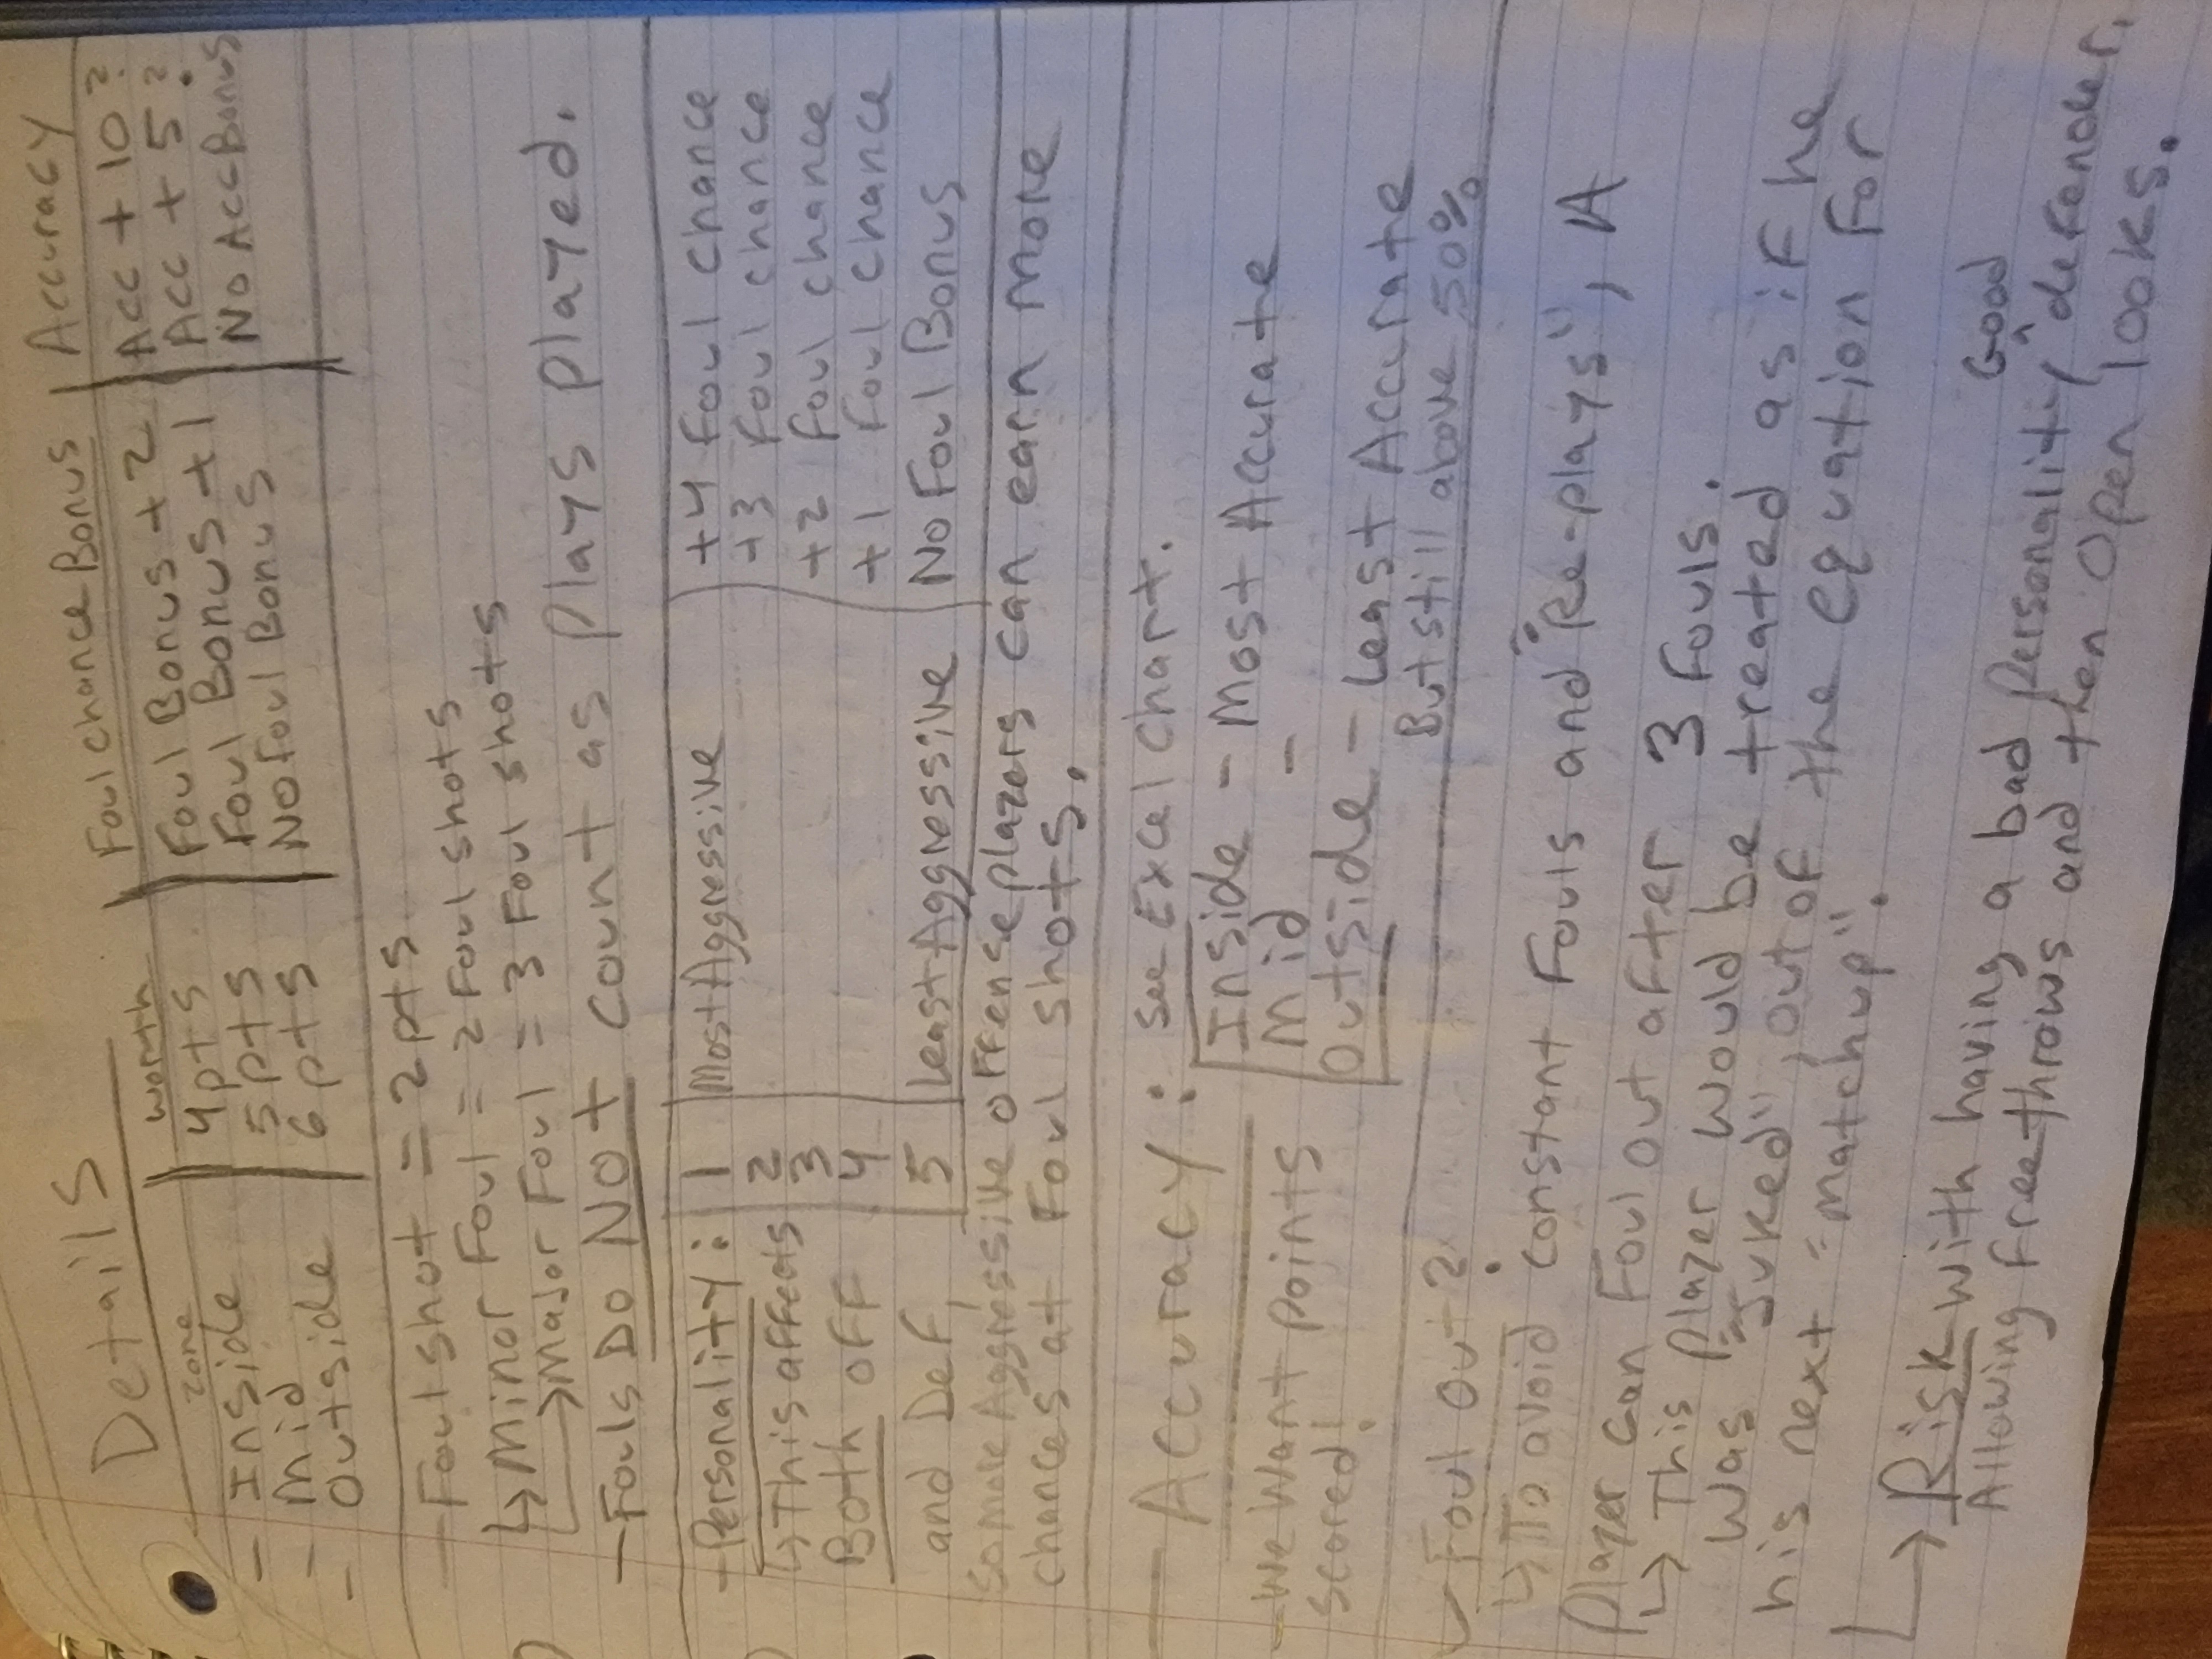 Details
zone | worth | Foul chance Bonus | Accuracy
- Inside | 4pts | Foul Bonus + 2 | Acc + 10?
- Mid | 5pts | Foul Bonus + 1 | Acc + 5?
- Outside | 6pts | No Foul Bonus | No Acc Bonus
- Foul shot = 2pts
↳ Minor Foul = 2 Foul shots
↳ Major Foul = 3 Foul shots
- Fouls Do NOT count as Plays Played.
- Personality: | 1 | Most Aggressive | +4 Foul chance
↳ This affects | 2 | +3 Foul chance
3 | +2 Foul chance
Both off | 4 | +1 Foul chance
and Def, | 5 | Least Aggressive | No Foul Bonus
so more Aggressive offense players can earn more
chances at Foul shots.
- Accuracy: See Excel Chart.
Inside - Most Accurate
- We Want Points Mid -
scored! Outside - Least Accurate
But still above 50%
- Foul Out?
↳ To avoid constant Fouls and "Re-plays", A
Player can Foul out after 3 Fouls.
↳ This player would be treated as if he
was "Juked", out of the equation For
his next "matchup".
↳ Risk with having a bad personality Good defender,
Allowing Freethrows and then Open looks.